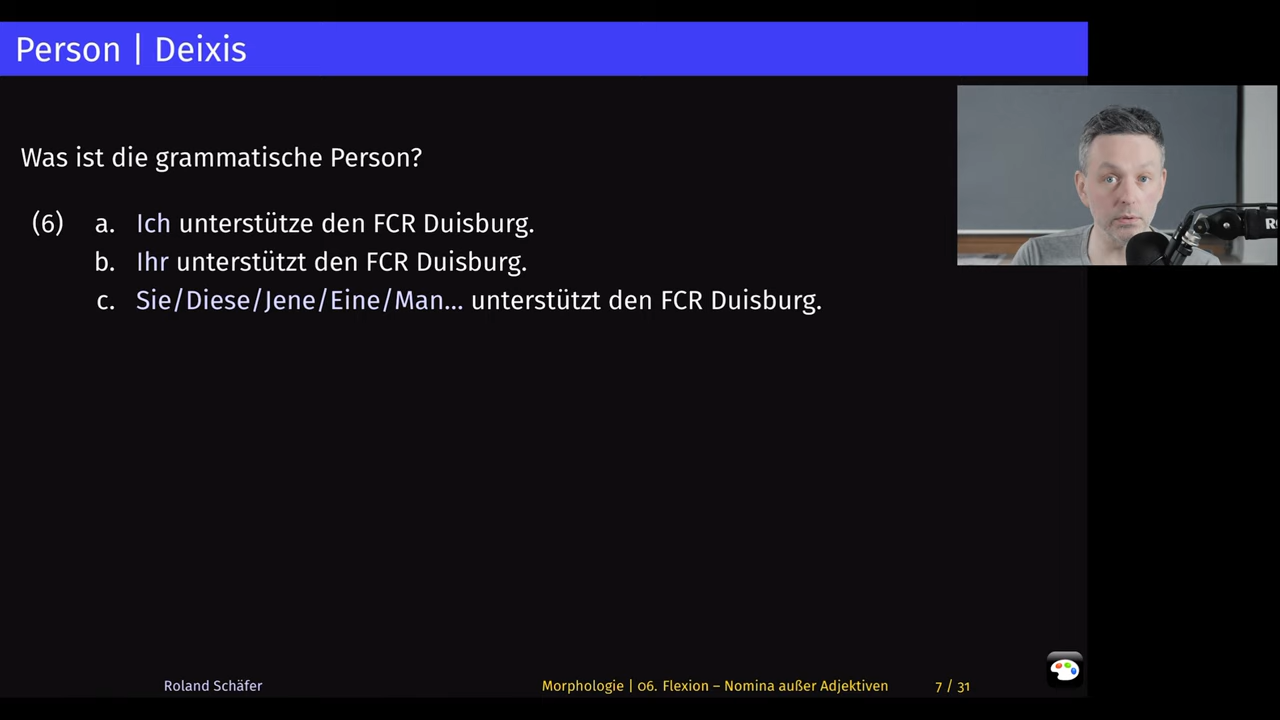 Person | Deixis
Was ist die grammatische Person?
(6) a. Ich unterstütze den FCR Duisburg.
b. Ihr unterstützt den FCR Duisburg.
c. Sie/Diese/Jene/Eine/Man... unterstützt den FCR Duisburg.
Roland Schäfer Morphologie | 06. Flexion – Nomina außer Adjektiven 7 / 31